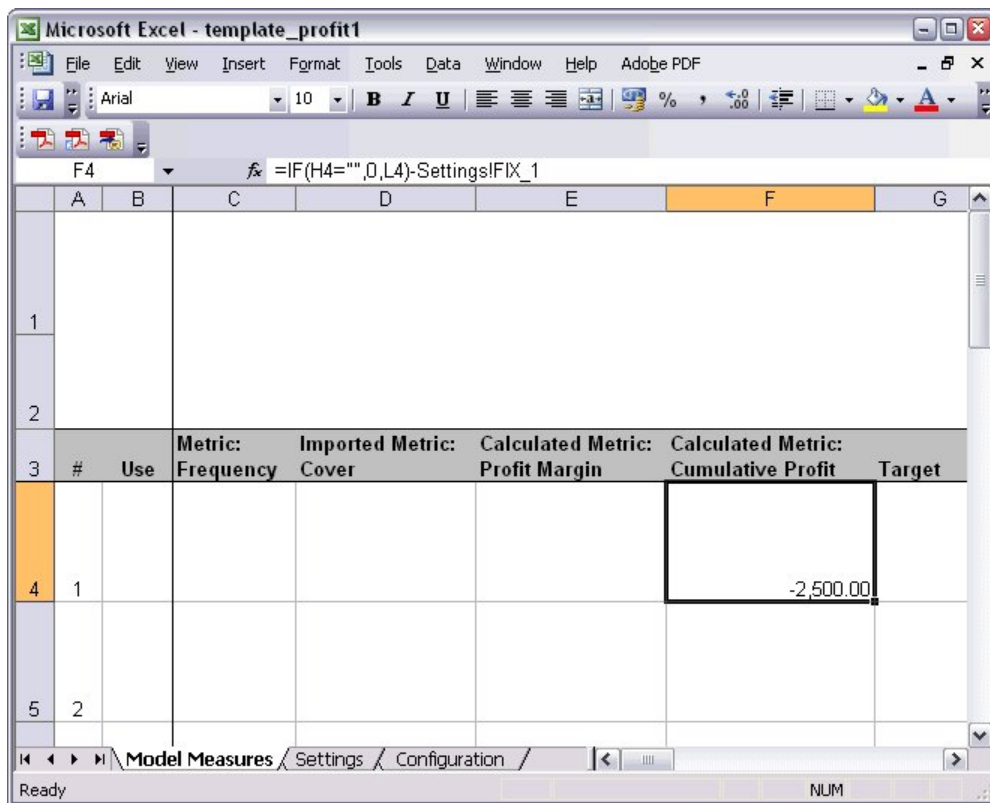 Microsoft Excel - template_profit1
File Edit View Insert Format Tools Data Window Help Adobe PDF
Arial 10 B I U % , A
F4 fx =IF(H4="",0,L4)-Settings!FIX_1
A B C D E F G
1
2
Metric: Imported Metric: Calculated Metric: Calculated Metric:
3 # Use Frequency Cover Profit Margin Cumulative Profit Target
4 1 -2,500.00
5 2
Model Measures / Settings / Configuration /
Ready NUM